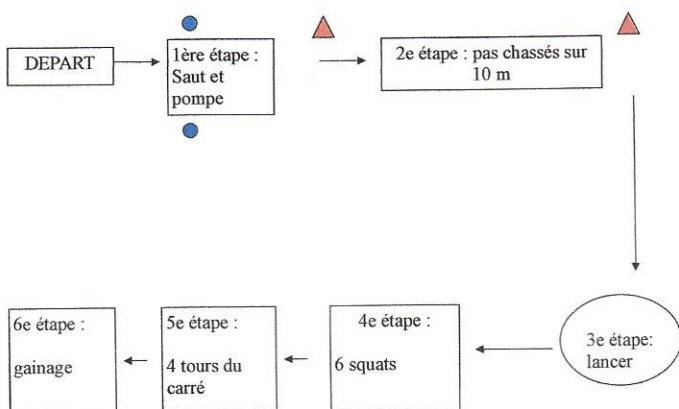 DEPART
1ère étape :
Saut et
pompe
2e étape : pas chassés sur
10 m
3e étape:
lancer
4e étape :
6 squats
5e étape :
4 tours du
carré
6e étape :
gainage